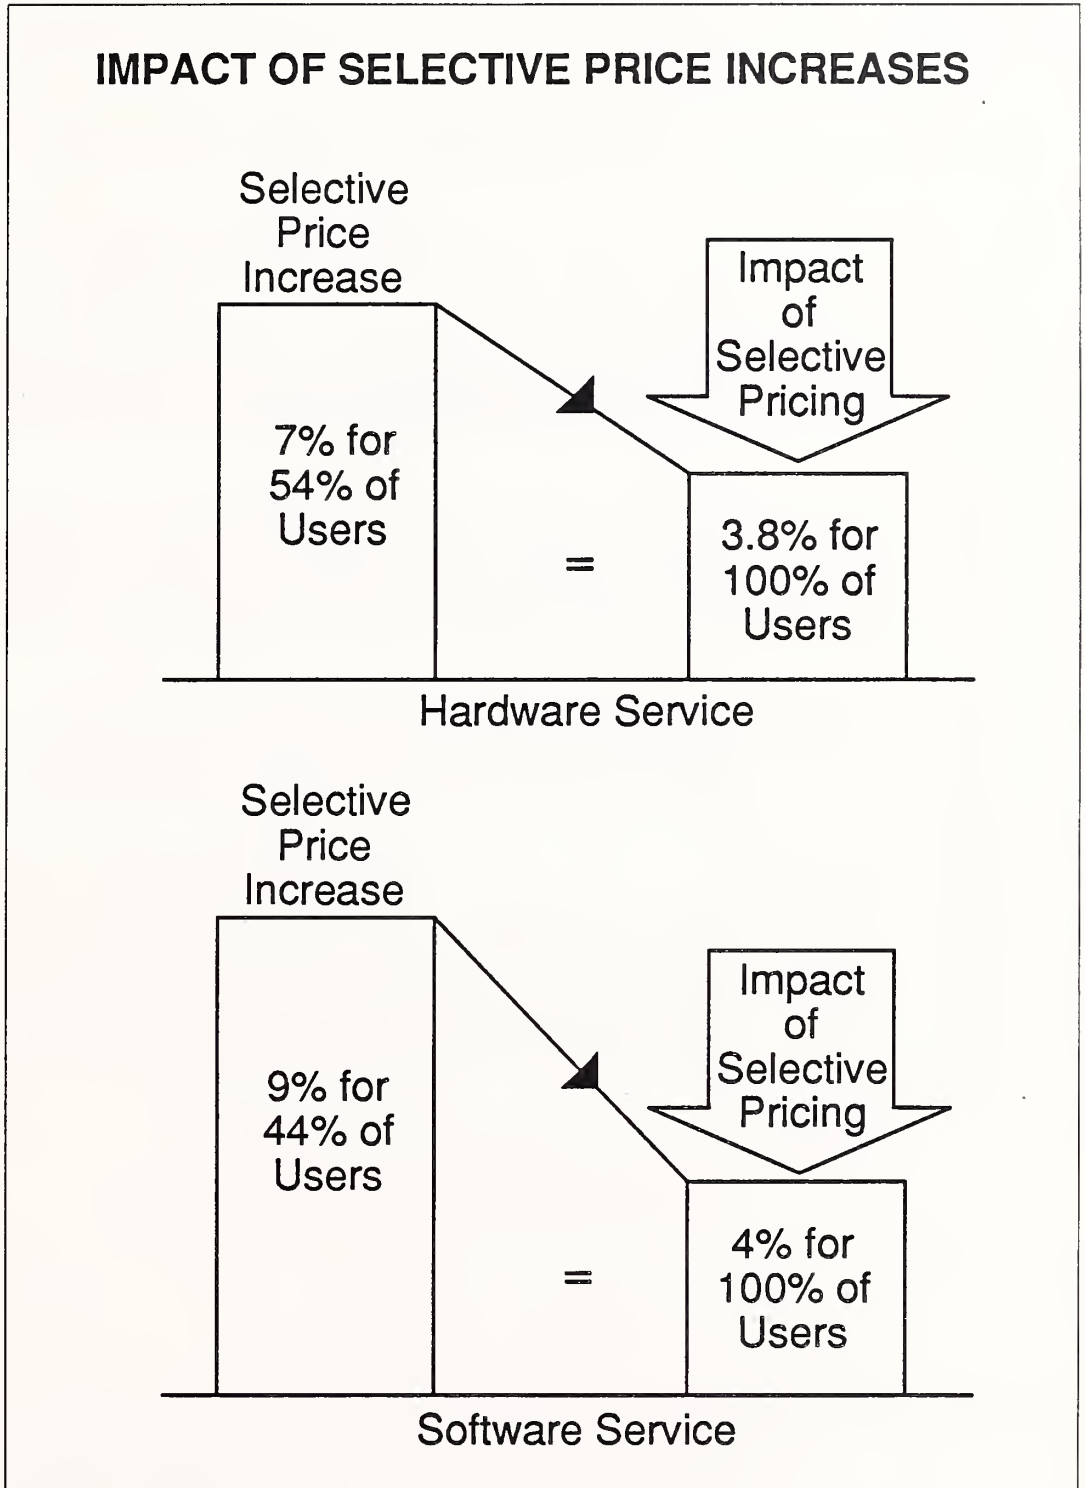 IMPACT OF SELECTIVE PRICE INCREASES
Selective
Price
Increase
Impact
of
Selective
Pricing
7% for
54% of
Users
=
3.8% for
100% of
Users
Hardware Service
Selective
Price
Increase
Impact
of
Selective
Pricing
9% for
44% of
Users
=
4% for
100% of
Users
Software Service